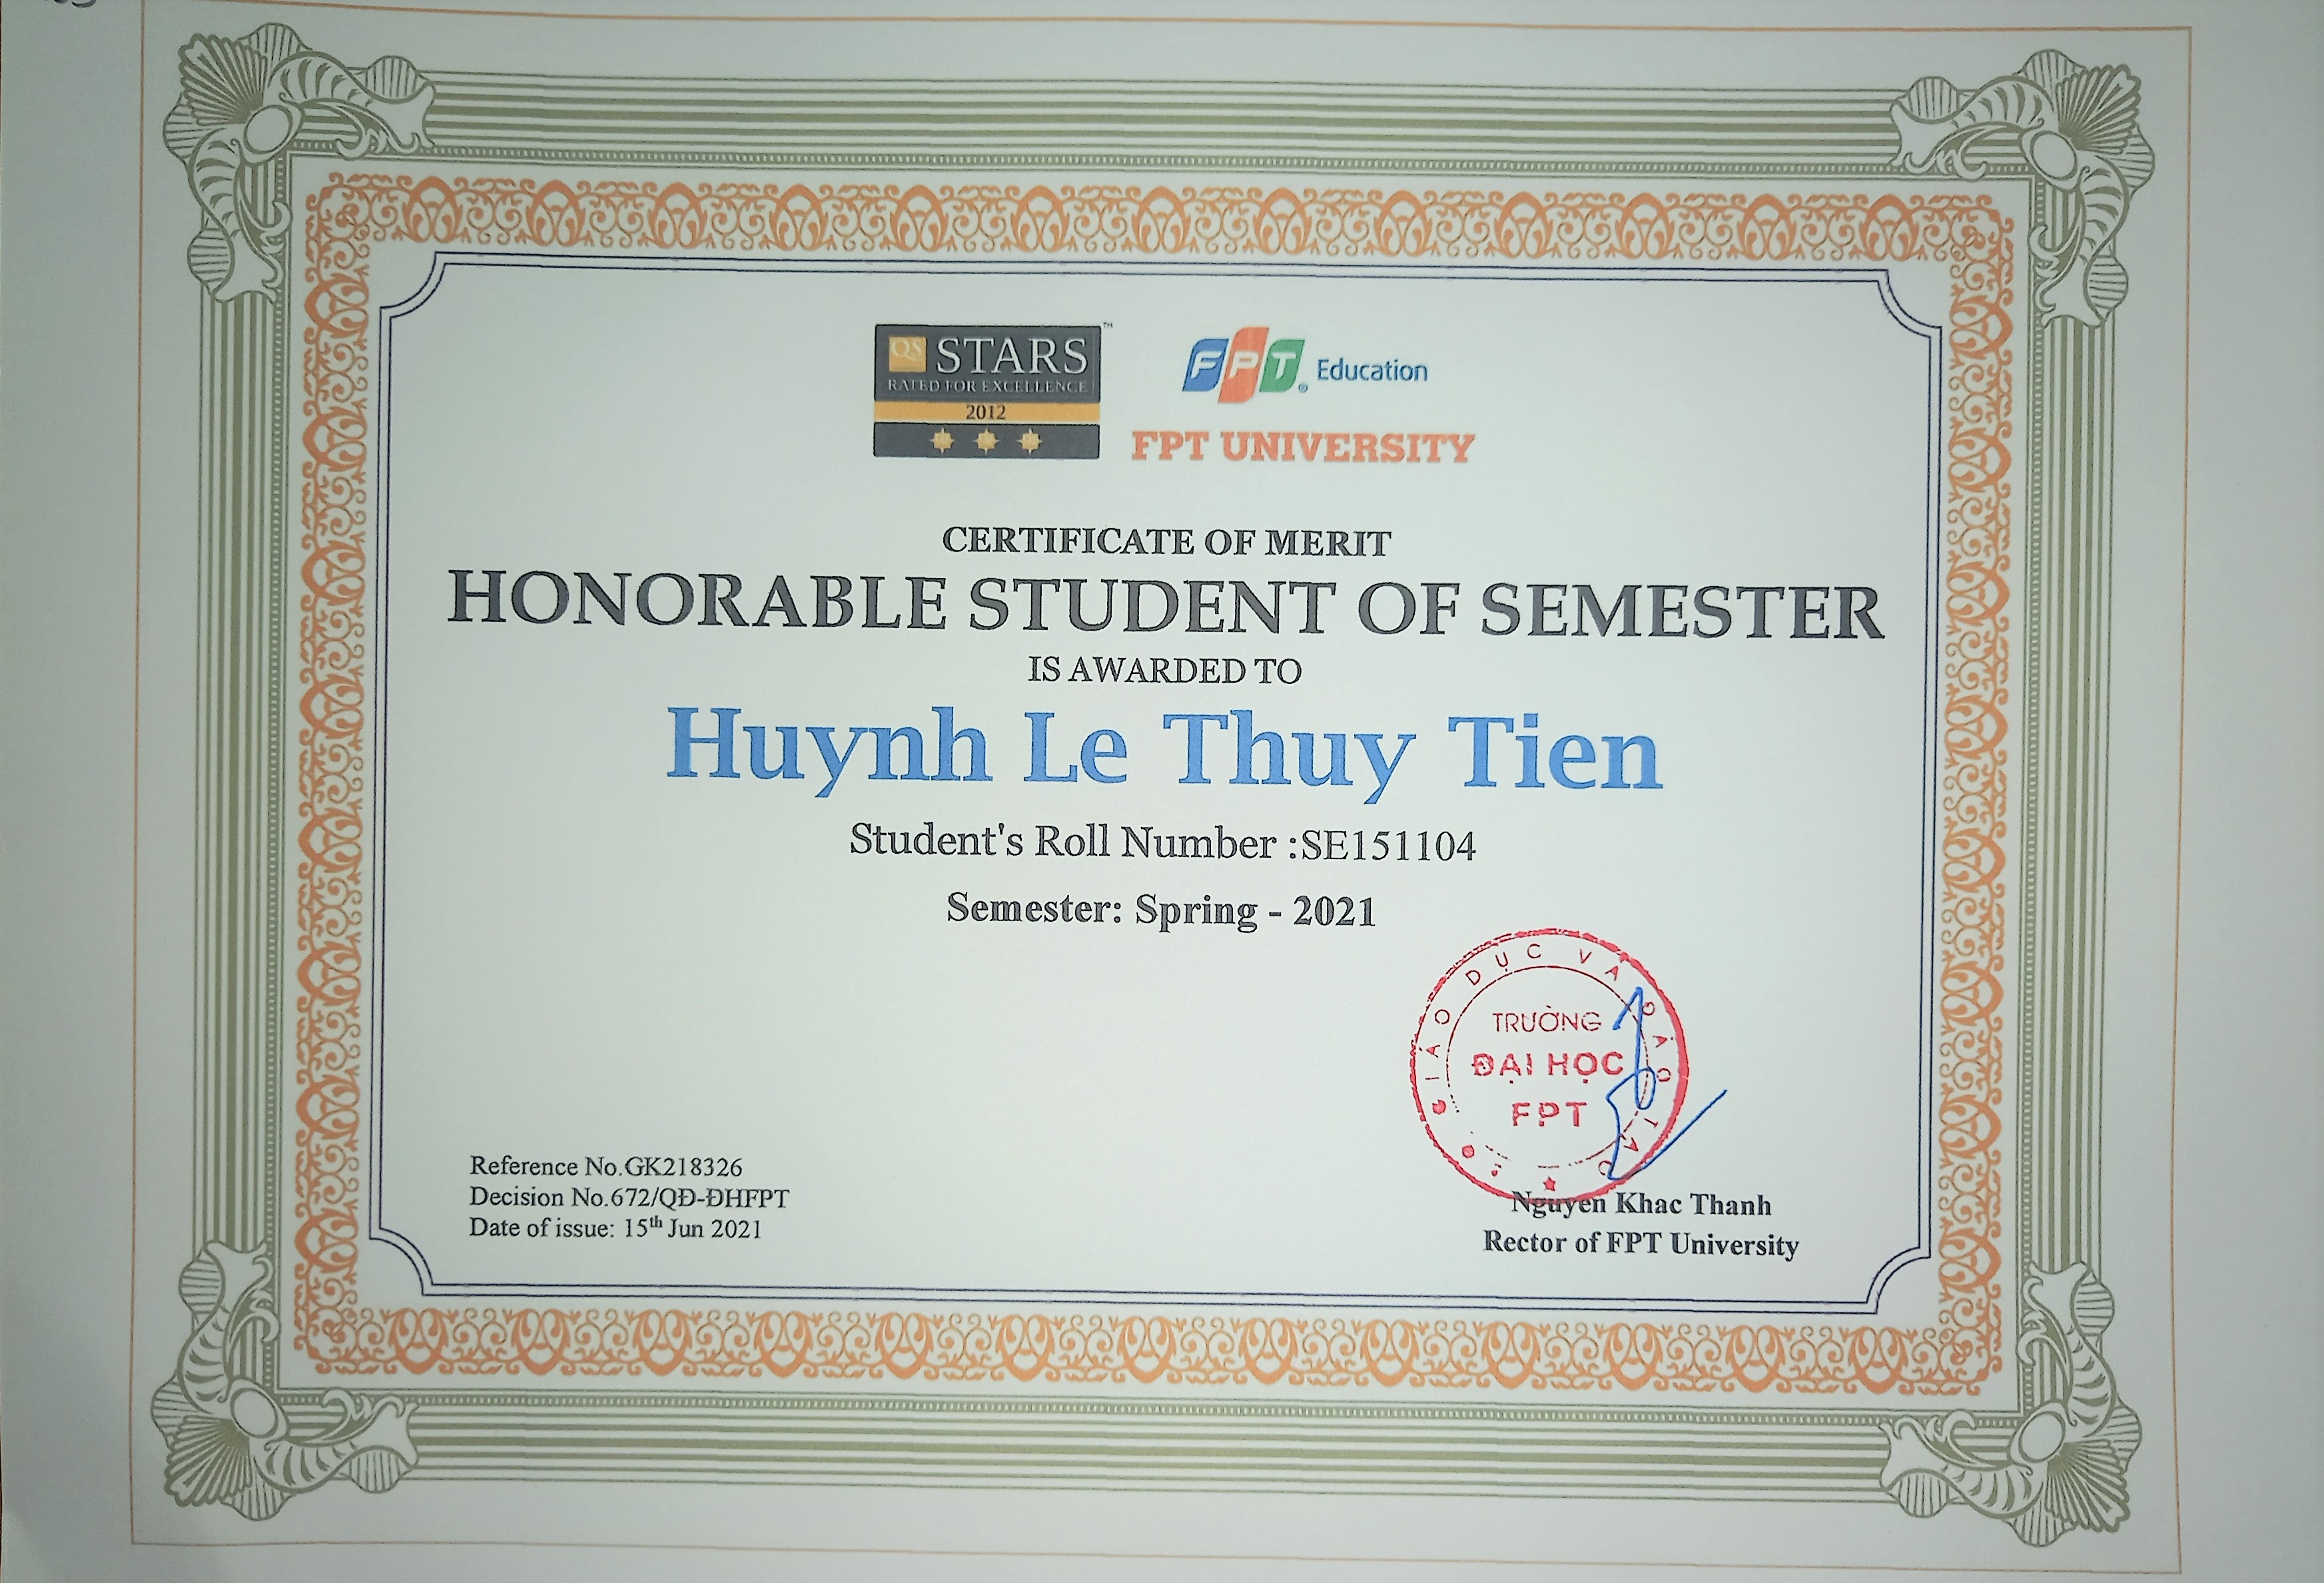 QS STARS™
RATED FOR EXCELLENCE
2012
FPT® Education
FPT UNIVERSITY
CERTIFICATE OF MERIT
HONORABLE STUDENT OF SEMESTER
IS AWARDED TO
Huynh Le Thuy Tien
Student's Roll Number :SE151104
Semester: Spring - 2021
GIÁO DỤC VÀ ĐÀO TẠO
TRƯỜNG
ĐẠI HỌC
FPT
Reference No.GK218326
Decision No.672/QĐ-ĐHFPT
Date of issue: 15th Jun 2021
Nguyen Khac Thanh
Rector of FPT University